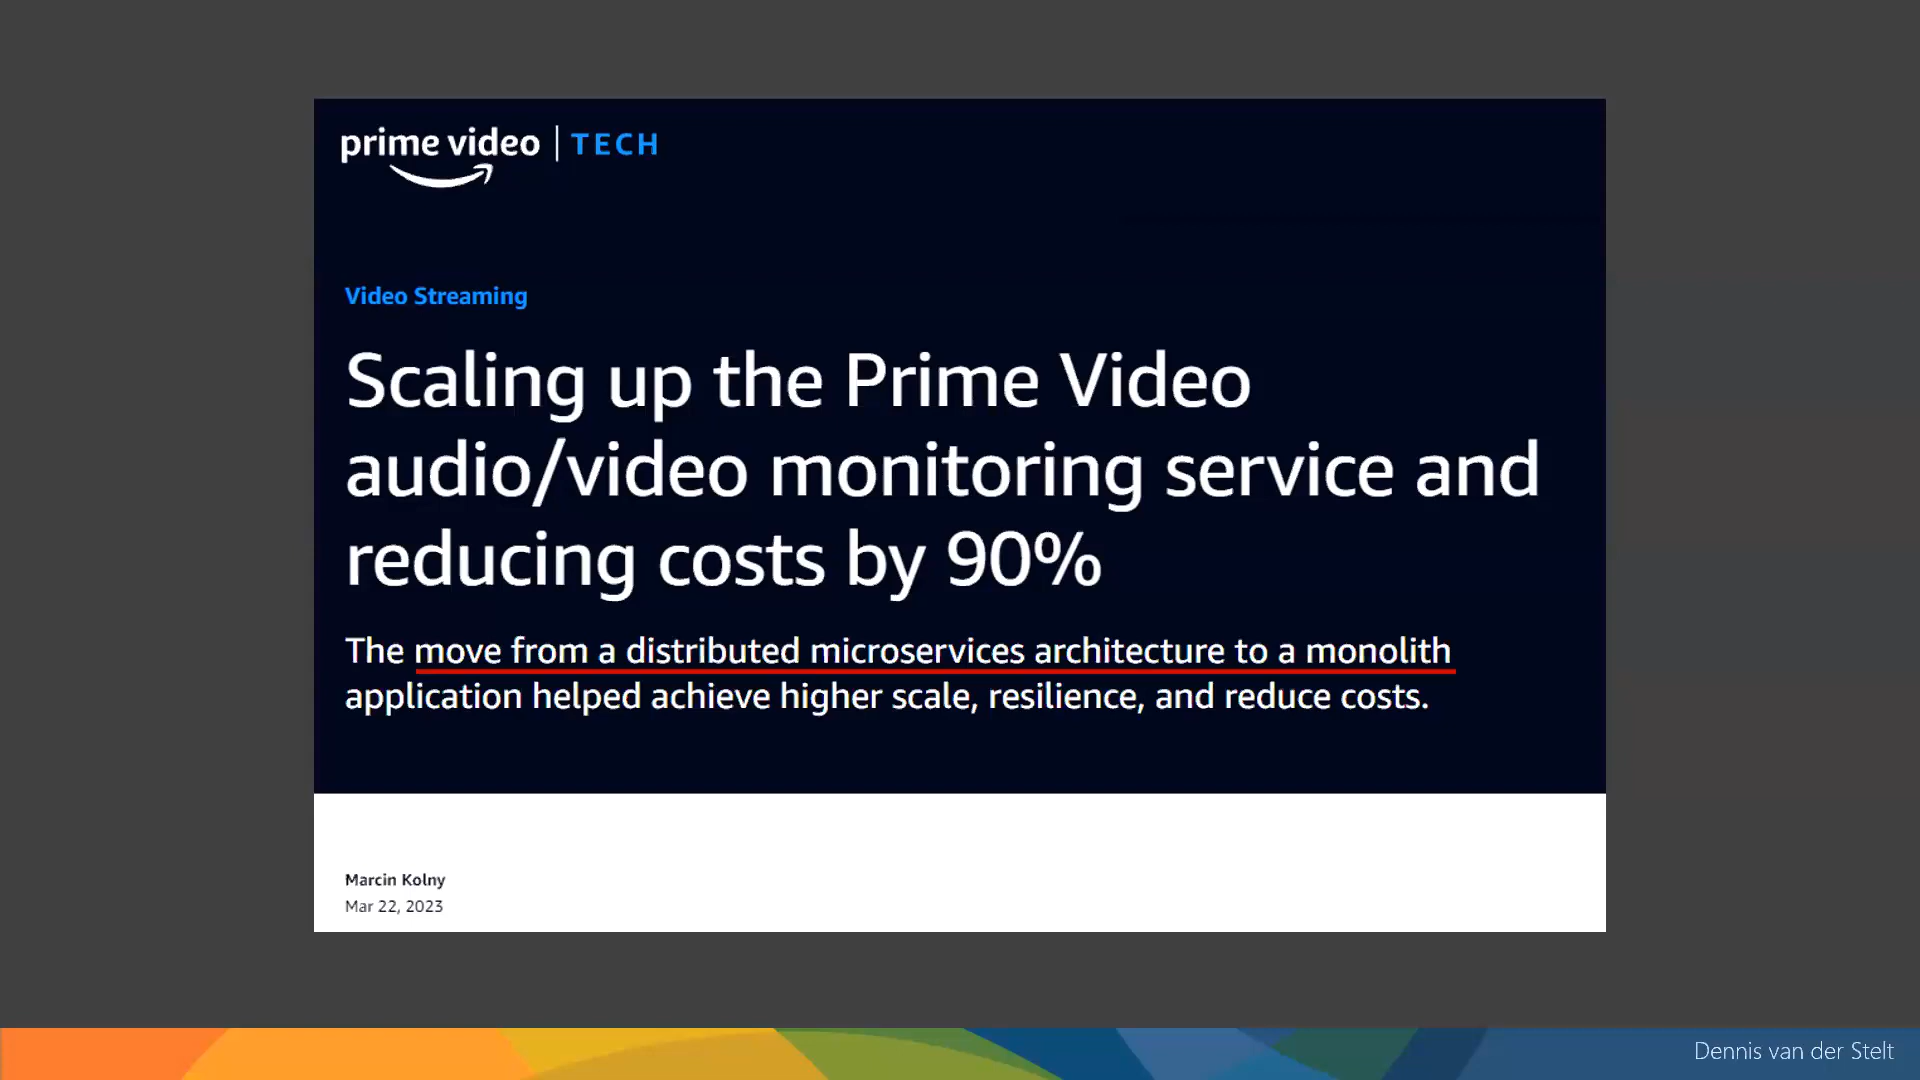 prime video | TECH
Video Streaming
Scaling up the Prime Video
audio/video monitoring service and
reducing costs by 90%
The move from a distributed microservices architecture to a monolith
application helped achieve higher scale, resilience, and reduce costs.
Marcin Kolny
Mar 22, 2023
Dennis van der Stelt